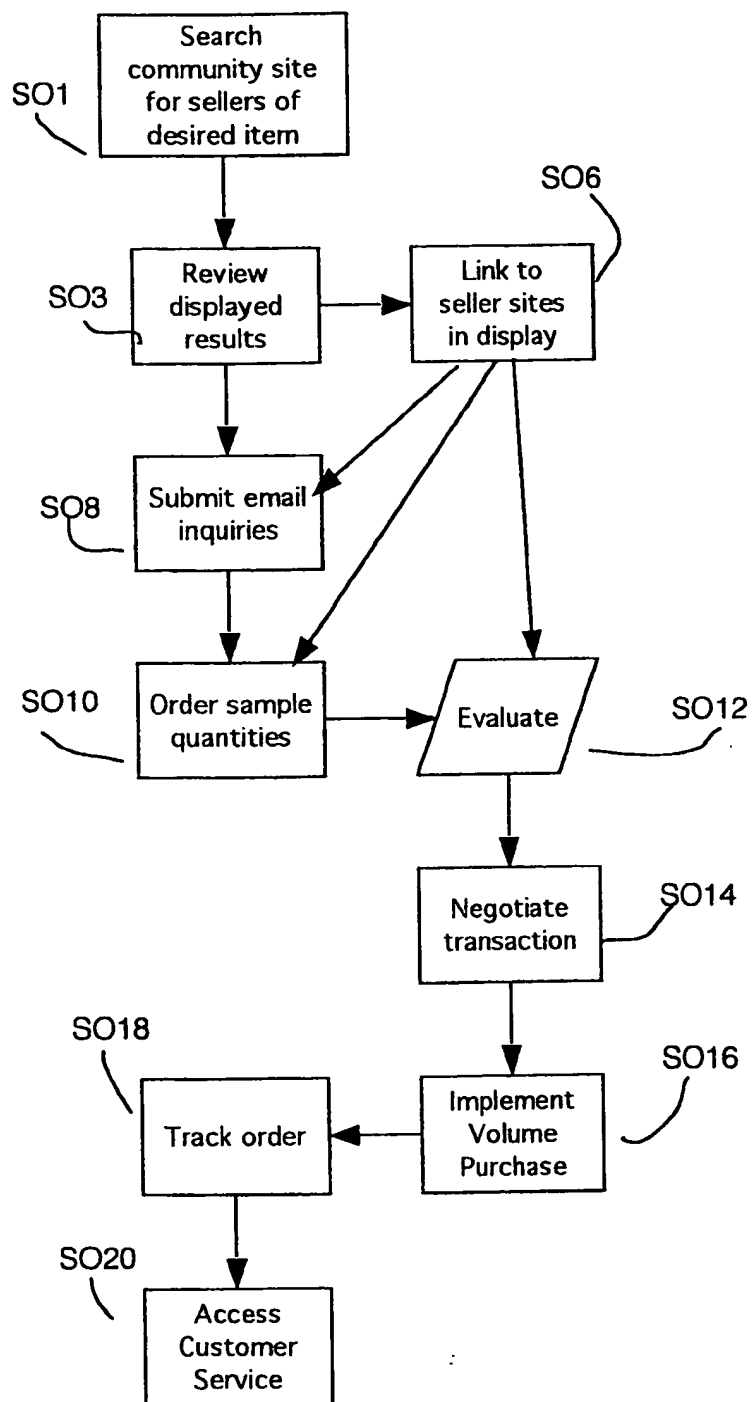 Search
community site
for sellers of
desired item
SO1
SO6
Review
displayed
results
Link to
seller sites
in display
SO3
Submit email
inquiries
SO8
Order sample
quantities
SO10
Evaluate
SO12
Negotiate
transaction
SO14
SO18
SO16
Track order
Implement
Volume
Purchase
SO20
Access
Customer
Service